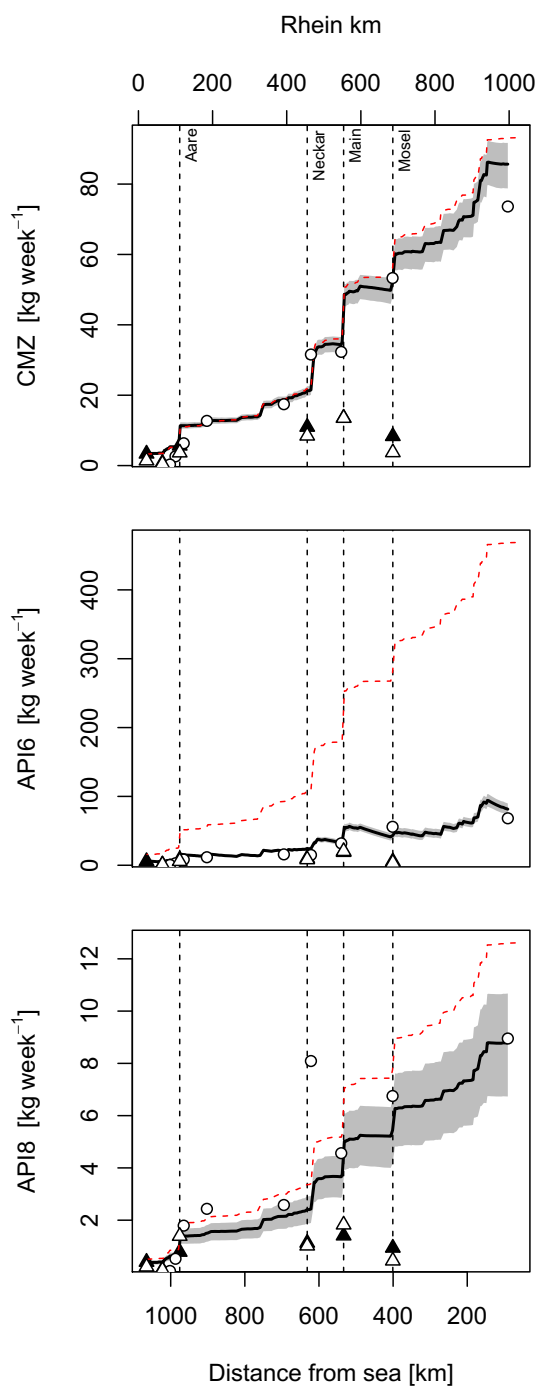 Rhein km
0 200 400 600 800 1000
Aare
Neckar
Main
Mosel
CMZ [kg week⁻¹]
0 20 40 60 80
API6 [kg week⁻¹]
0 100 200 300 400
API8 [kg week⁻¹]
2 4 6 8 10 12
1000 800 600 400 200
Distance from sea [km]